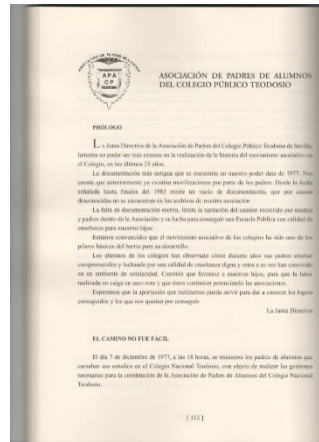 ASOCIACIÓN DE PADRES DE ALUMNOS
APA
CP
ASOCIACIÓN DE PADRES DE ALUMNOS
DEL COLEGIO PÚBLICO TEODOSIO
PRÓLOGO
La Junta Directiva de la Asociación de Padres del Colegio Público Teodosio de Sevilla,
lamenta no poder ser más extensa en la realización de la historia del movimiento asociativo en
el Colegio, en los últimos 25 años.
La documentación más antigua que se encuentra en nuestro poder data de 1977. Nos
consta que anteriormente ya existían movilizaciones por parte de los padres. Desde la fecha
señalada hasta finales del 1982 existe un vacío de documentación, que por causas
desconocidas no se encuentran en los archivos de nuestra asociación.
La falta de documentación escrita, limita la narración del camino recorrido por madres
y padres dentro de la Asociación y su lucha para conseguir una Escuela Pública con calidad de
enseñanza para nuestros hijos.
Estamos convencidos que el movimiento asociativo de los colegios ha sido uno de los
pilares básicos del barrio para su desarrollo.
Los alumnos de los colegios han observado cómo durante años sus padres estaban
comprometidos y luchando por una calidad de enseñanza digna y estos a su vez han convivido
en un ambiente de solidaridad. Cuestión que favorece a nuestros hijos, para que la labor
realizada no caiga en saco roto y que éstos continúen potenciando las asociaciones.
Esperamos que la aportación que realizamos pueda servir para dar a conocer los logros
conseguidos y los que nos quedan por conseguir.
La Junta Directiva
EL CAMINO NO FUE FÁCIL
El día 7 de diciembre de 1977, a las 18 horas, se reunieron los padres de alumnos que
cursaban sus estudios en el Colegio Nacional Teodosio, con objeto de realizar las gestiones
necesarias para la constitución de la Asociación de Padres de Alumnos del Colegio Nacional
Teodosio.
[ 112 ]